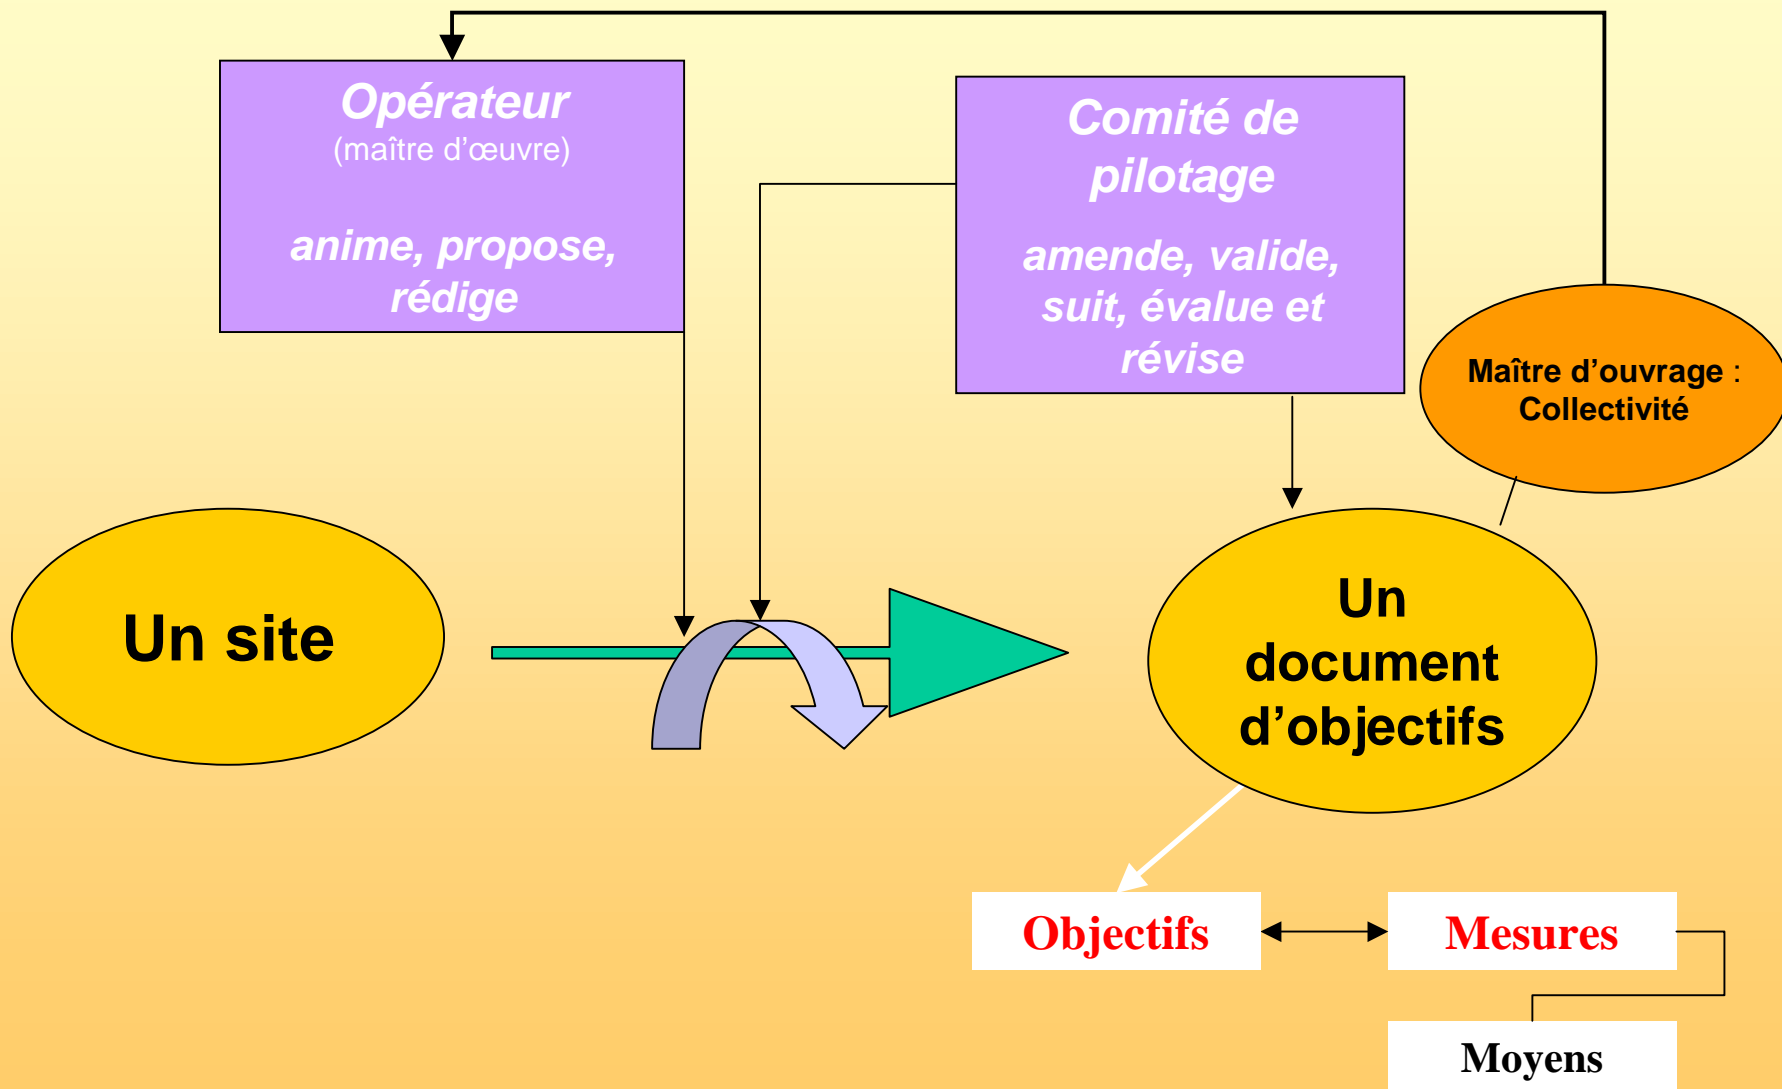 Opérateur
(maître d’œuvre)
anime, propose,
rédige
Comité de
pilotage
amende, valide,
suit, évalue et
révise
Maître d’ouvrage :
Collectivité
Un site
Un
document
d’objectifs
Objectifs
Mesures
Moyens